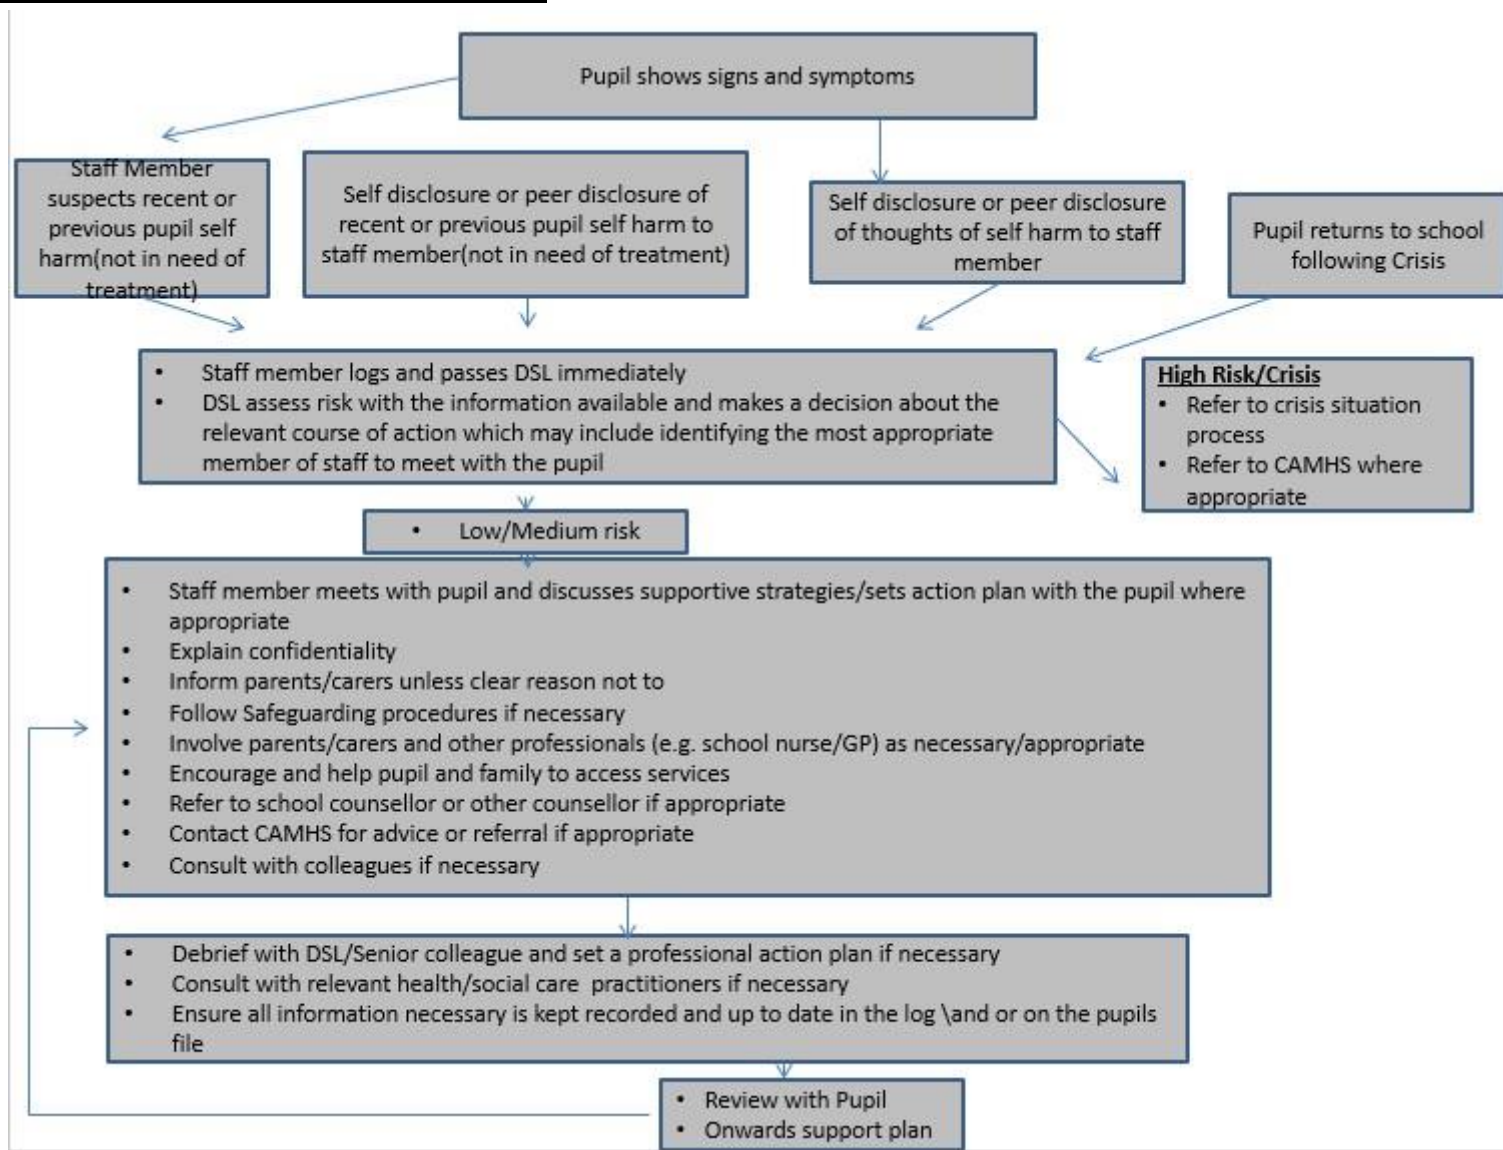 Pupil shows signs and symptoms
Staff Member
suspects recent or
previous pupil self
harm(not in need of
treatment)
Self disclosure or peer disclosure of
recent or previous pupil self harm to
staff member(not in need of treatment)
Self disclosure or peer disclosure
of thoughts of self harm to staff
member
Pupil returns to school
following Crisis
• Staff member logs and passes DSL immediately
• DSL assess risk with the information available and makes a decision about the
relevant course of action which may include identifying the most appropriate
member of staff to meet with the pupil
High Risk/Crisis
• Refer to crisis situation
process
• Refer to CAMHS where
appropriate
• Low/Medium risk
• Staff member meets with pupil and discusses supportive strategies/sets action plan with the pupil where
appropriate
• Explain confidentiality
• Inform parents/carers unless clear reason not to
• Follow Safeguarding procedures if necessary
• Involve parents/carers and other professionals (e.g. school nurse/GP) as necessary/appropriate
• Encourage and help pupil and family to access services
• Refer to school counsellor or other counsellor if appropriate
• Contact CAMHS for advice or referral if appropriate
• Consult with colleagues if necessary
• Debrief with DSL/Senior colleague and set a professional action plan if necessary
• Consult with relevant health/social care practitioners if necessary
• Ensure all information necessary is kept recorded and up to date in the log \and or on the pupils
file
• Review with Pupil
• Onwards support plan